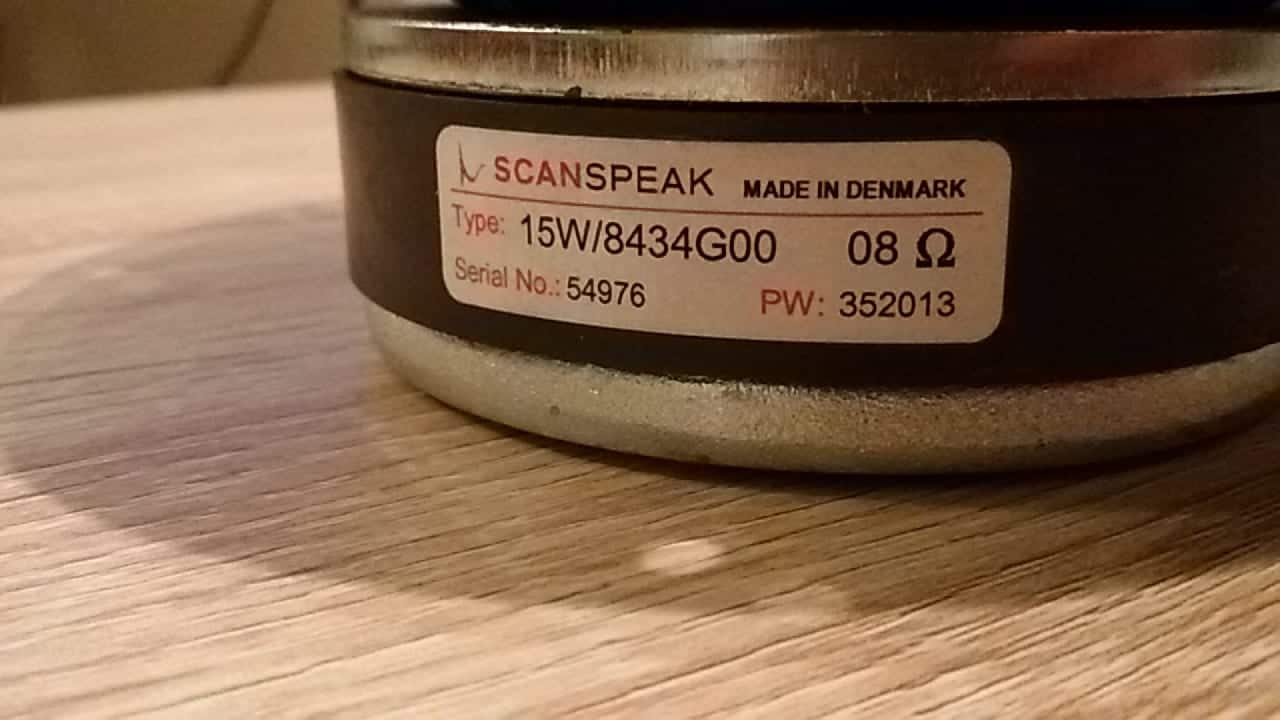 SCANSPEAK MADE IN DENMARK
Type: 15W/8434G00 08 Ω
Serial No.: 54976 PW: 352013